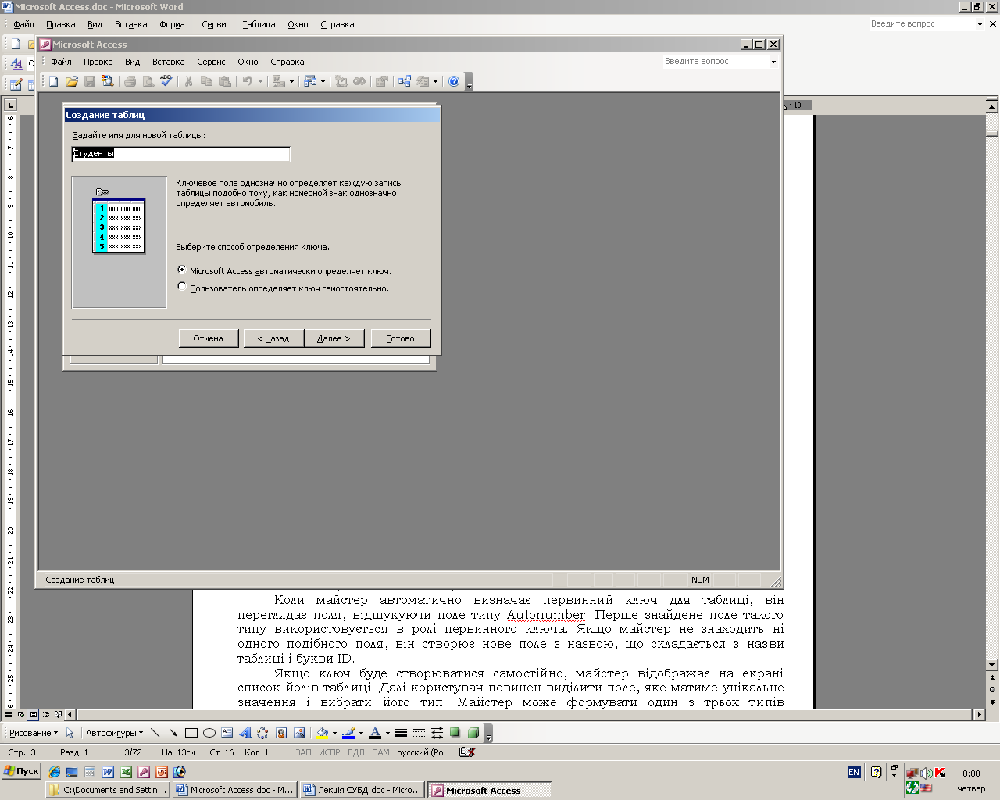 Microsoft Access.doc - Microsoft Word
Файл Правка Вид Вставка Формат Сервис Таблица Окно Справка Введите вопрос
Microsoft Access
Файл Правка Вид Вставка Сервис Окно Справка Введите вопрос
Создание таблиц
Задайте имя для новой таблицы:
Студенты
Ключевое поле однозначно определяет каждую запись
таблицы подобно тому, как номерной знак однозначно
определяет автомобиль.
1 xxx xxx xxx
2 xxx xxx xxx
3 xxx xxx xxx
4 xxx xxx xxx
5 xxx xxx xxx
Выберите способ определения ключа.
Microsoft Access автоматически определяет ключ.
Пользователь определяет ключ самостоятельно.
Отмена < Назад Далее > Готово
Создание таблиц NUM
Коли майстер автоматично визначає первинний ключ для таблиці, він
переглядає поля, відшукуючи поле типу Autonumber. Перше знайдене поле такого
типу використовується в ролі первинного ключа. Якщо майстер не знаходить ні
одного подібного поля, він створює нове поле з назвою, що складається з назви
таблиці і букви ID.
Якщо ключ буде створюватися самостійно, майстер відображає на екрані
список йолів таблиці. Далі користувач повинен виділити поле, яке матиме унікальне
значення і вибрати його тип. Майстер може формувати один з трьох типів
Рисование Автофигуры
Стр. 3 Разд 1 3/72 На 13см Ст 16 Кол 1 ЗАП ИСПР ВДЛ ЗАМ русский (Ро
Пуск EN 0:00
C:\Documents and Settin... Microsoft Access.doc - M... Лекція СУБД.doc - Micro... Microsoft Access четвер